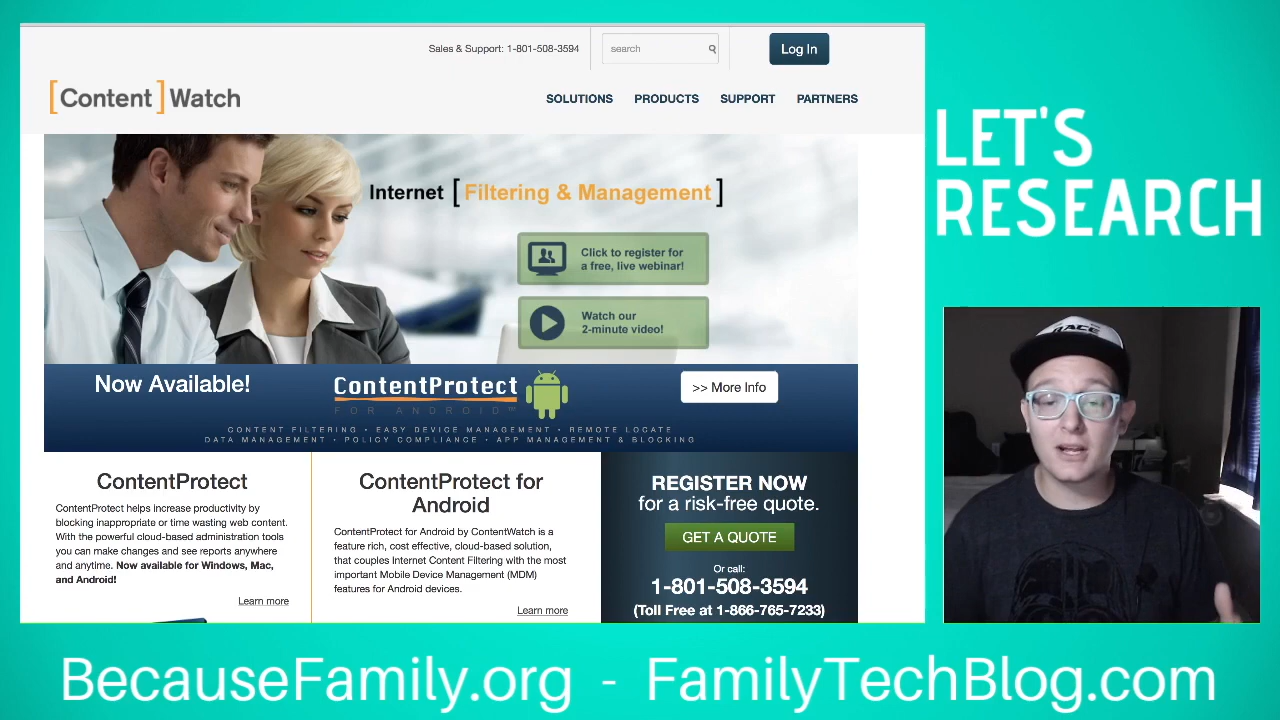 Sales & Support: 1-801-508-3594
search
Log In
[Content]Watch
SOLUTIONS PRODUCTS SUPPORT PARTNERS
Internet [Filtering & Management]
Click to register for
a free, live webinar!
Watch our
2-minute video!
Now Available!
ContentProtect
FOR ANDROID™
>> More Info
CONTENT FILTERING • EASY DEVICE MANAGEMENT • REMOTE LOCATE
DATA MANAGEMENT • POLICY COMPLIANCE • APP MANAGEMENT & BLOCKING
ContentProtect
ContentProtect helps increase productivity by
blocking inappropriate or time wasting web content.
With the powerful cloud-based administration tools
you can make changes and see reports anywhere
and anytime. Now available for Windows, Mac,
and Android!
Learn more
ContentProtect for
Android
ContentProtect for Android by ContentWatch is a
feature rich, cost effective, cloud-based solution,
that couples Internet Content Filtering with the most
important Mobile Device Management (MDM)
features for Android devices.
Learn more
REGISTER NOW
for a risk-free quote.
GET A QUOTE
Or call:
1-801-508-3594
(Toll Free at 1-866-765-7233)
LET'S
RESEARCH
RACE
BecauseFamily.org - FamilyTechBlog.com